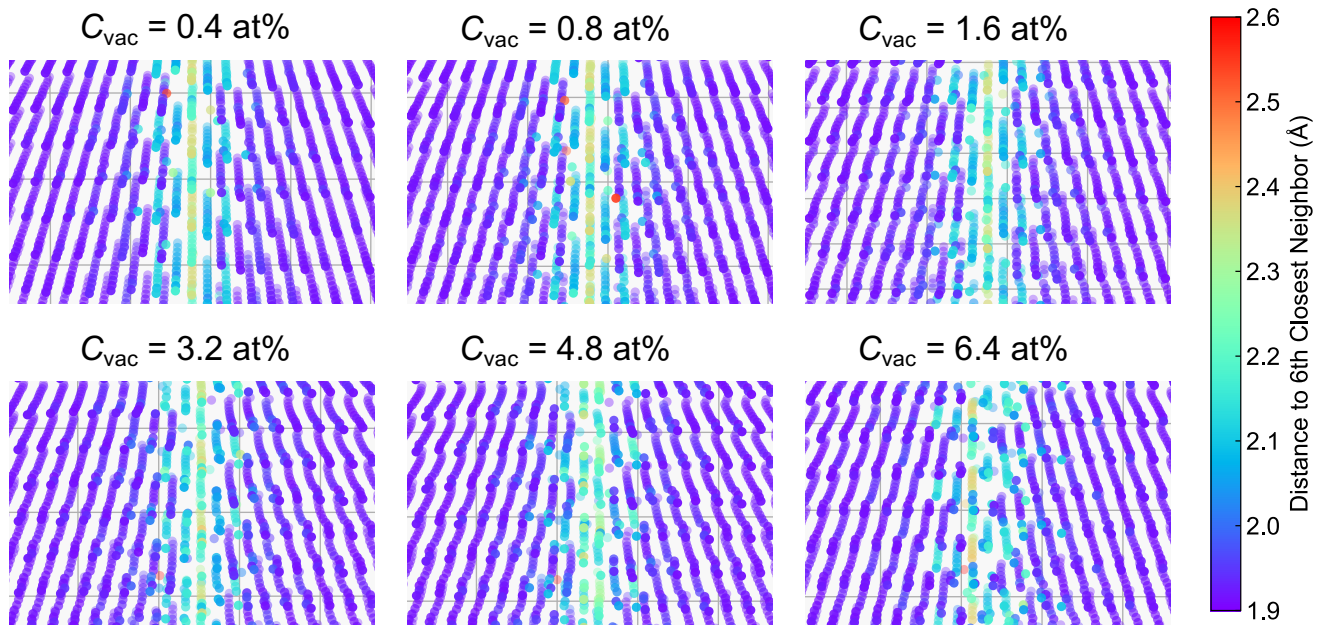 C_vac = 0.4 at%
C_vac = 0.8 at%
C_vac = 1.6 at%
C_vac = 3.2 at%
C_vac = 4.8 at%
C_vac = 6.4 at%
2.6
2.5
2.4
2.3
2.2
2.1
2.0
1.9
Distance to 6th Closest Neighbor (Å)